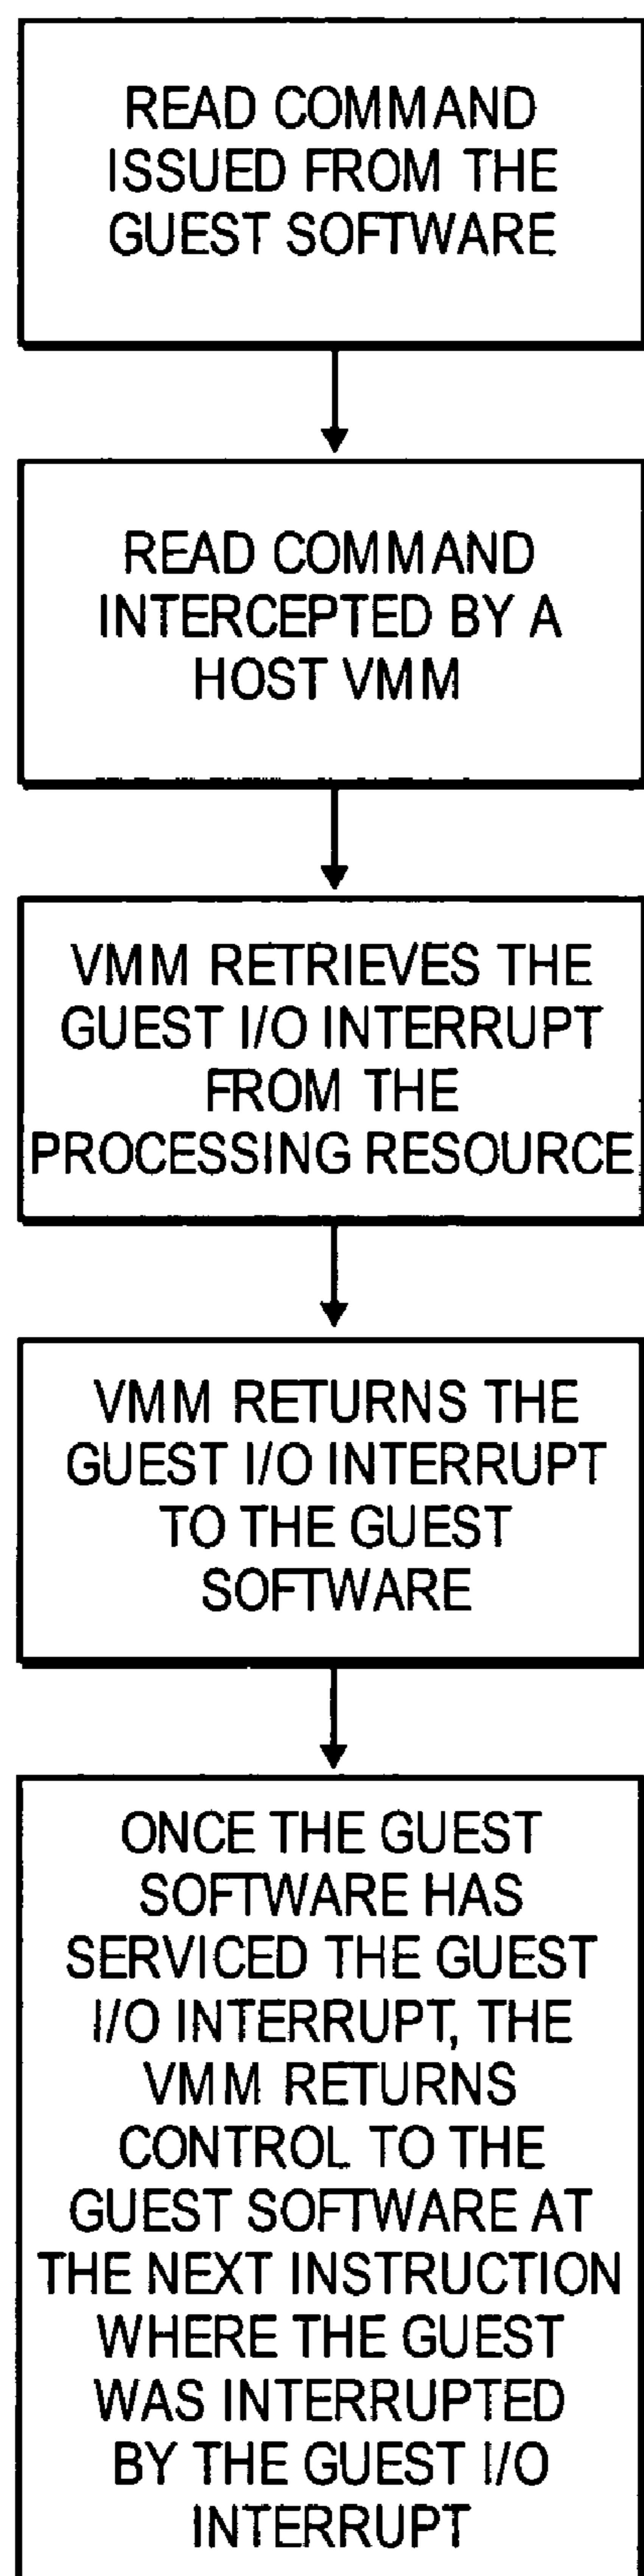 READ COMMAND
ISSUED FROM THE
GUEST SOFTWARE
READ COMMAND
INTERCEPTED BY A
HOST VMM
VMM RETRIEVES THE
GUEST I/O INTERRUPT
FROM THE
PROCESSING RESOURCE
VMM RETURNS THE
GUEST I/O INTERRUPT
TO THE GUEST
SOFTWARE
ONCE THE GUEST
SOFTWARE HAS
SERVICED THE GUEST
I/O INTERRUPT, THE
VMM RETURNS
CONTROL TO THE
GUEST SOFTWARE AT
THE NEXT INSTRUCTION
WHERE THE GUEST
WAS INTERRUPTED
BY THE GUEST I/O
INTERRUPT